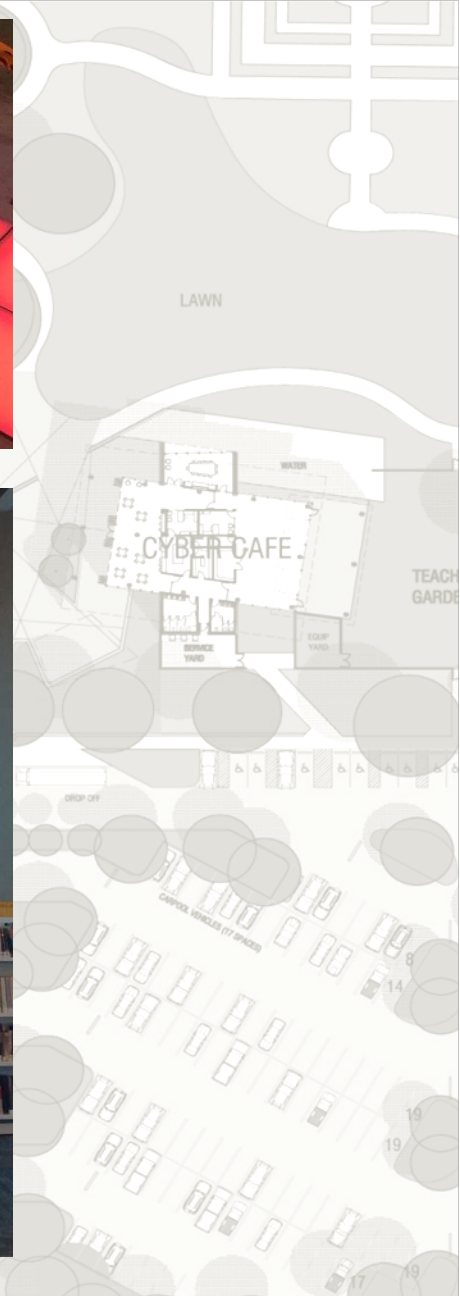 LAWN
WATER
CYBER CAFE
TEACH
GARDE
EQUIP
YARD
SERVICE
YARD
DROP OFF
CARPOOL VEHICLES (17 SPACES)
8
14
19
19
19
17